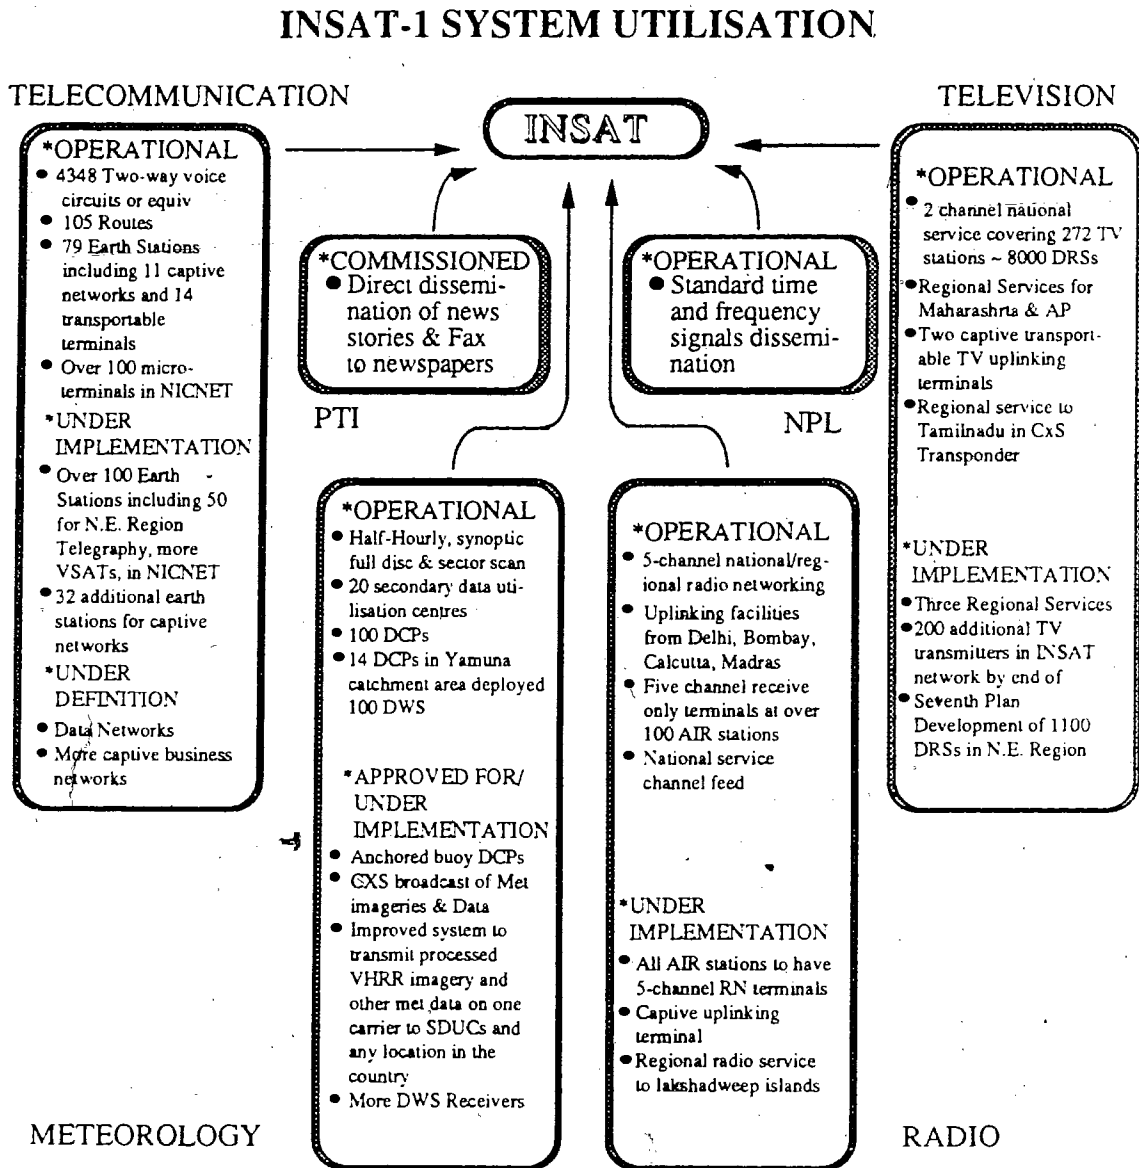 INSAT-1 SYSTEM UTILISATION
TELECOMMUNICATION
*OPERATIONAL
● 4348 Two-way voice
circuits or equiv
● 105 Routes
● 79 Earth Stations
including 11 captive
networks and 14
transportable
terminals
● Over 100 micro-
terminals in NICNET
*UNDER
IMPLEMENTATION
● Over 100 Earth
Stations including 50
for N.E. Region
Telegraphy, more
VSATs, in NICNET
● 32 additional earth
stations for captive
networks
*UNDER
DEFINITION
● Data Networks
● More captive business
networks
INSAT
*COMMISSIONED
● Direct dissemi-
nation of news
stories & Fax
to newspapers
PTI
*OPERATIONAL
● Standard time
and frequency
signals dissemi-
nation
NPL
TELEVISION
*OPERATIONAL
● 2 channel national
service covering 272 TV
stations ~ 8000 DRSs
● Regional Services for
Maharashrta & AP
● Two captive transport-
able TV uplinking
terminals
● Regional service to
Tamilnadu in CxS
Transponder
*UNDER
IMPLEMENTATION
● Three Regional Services
● 200 additional TV
transmitters in INSAT
network by end of
● Seventh Plan
Development of 1100
DRSs in N.E. Region
*OPERATIONAL
● Half-Hourly, synoptic
full disc & sector scan
● 20 secondary data uti-
lisation centres
● 100 DCPs
● 14 DCPs in Yamuna
catchment area deployed
100 DWS
*APPROVED FOR/
UNDER
IMPLEMENTATION
● Anchored buoy DCPs
● CXS broadcast of Met
imageries & Data
● Improved system to
transmit processed
VHRR imagery and
other met data on one
carrier to SDUCs and
any location in the
country
● More DWS Receivers
METEOROLOGY
*OPERATIONAL
● 5-channel national/reg-
ional radio networking
● Uplinking facilities
from Delhi, Bombay,
Calcutta, Madras
● Five channel receive
only terminals at over
100 AIR stations
● National service
channel feed
*UNDER
IMPLEMENTATION
● All AIR stations to have
5-channel RN terminals
● Captive uplinking
terminal
● Regional radio service
to lakshadweep islands
RADIO